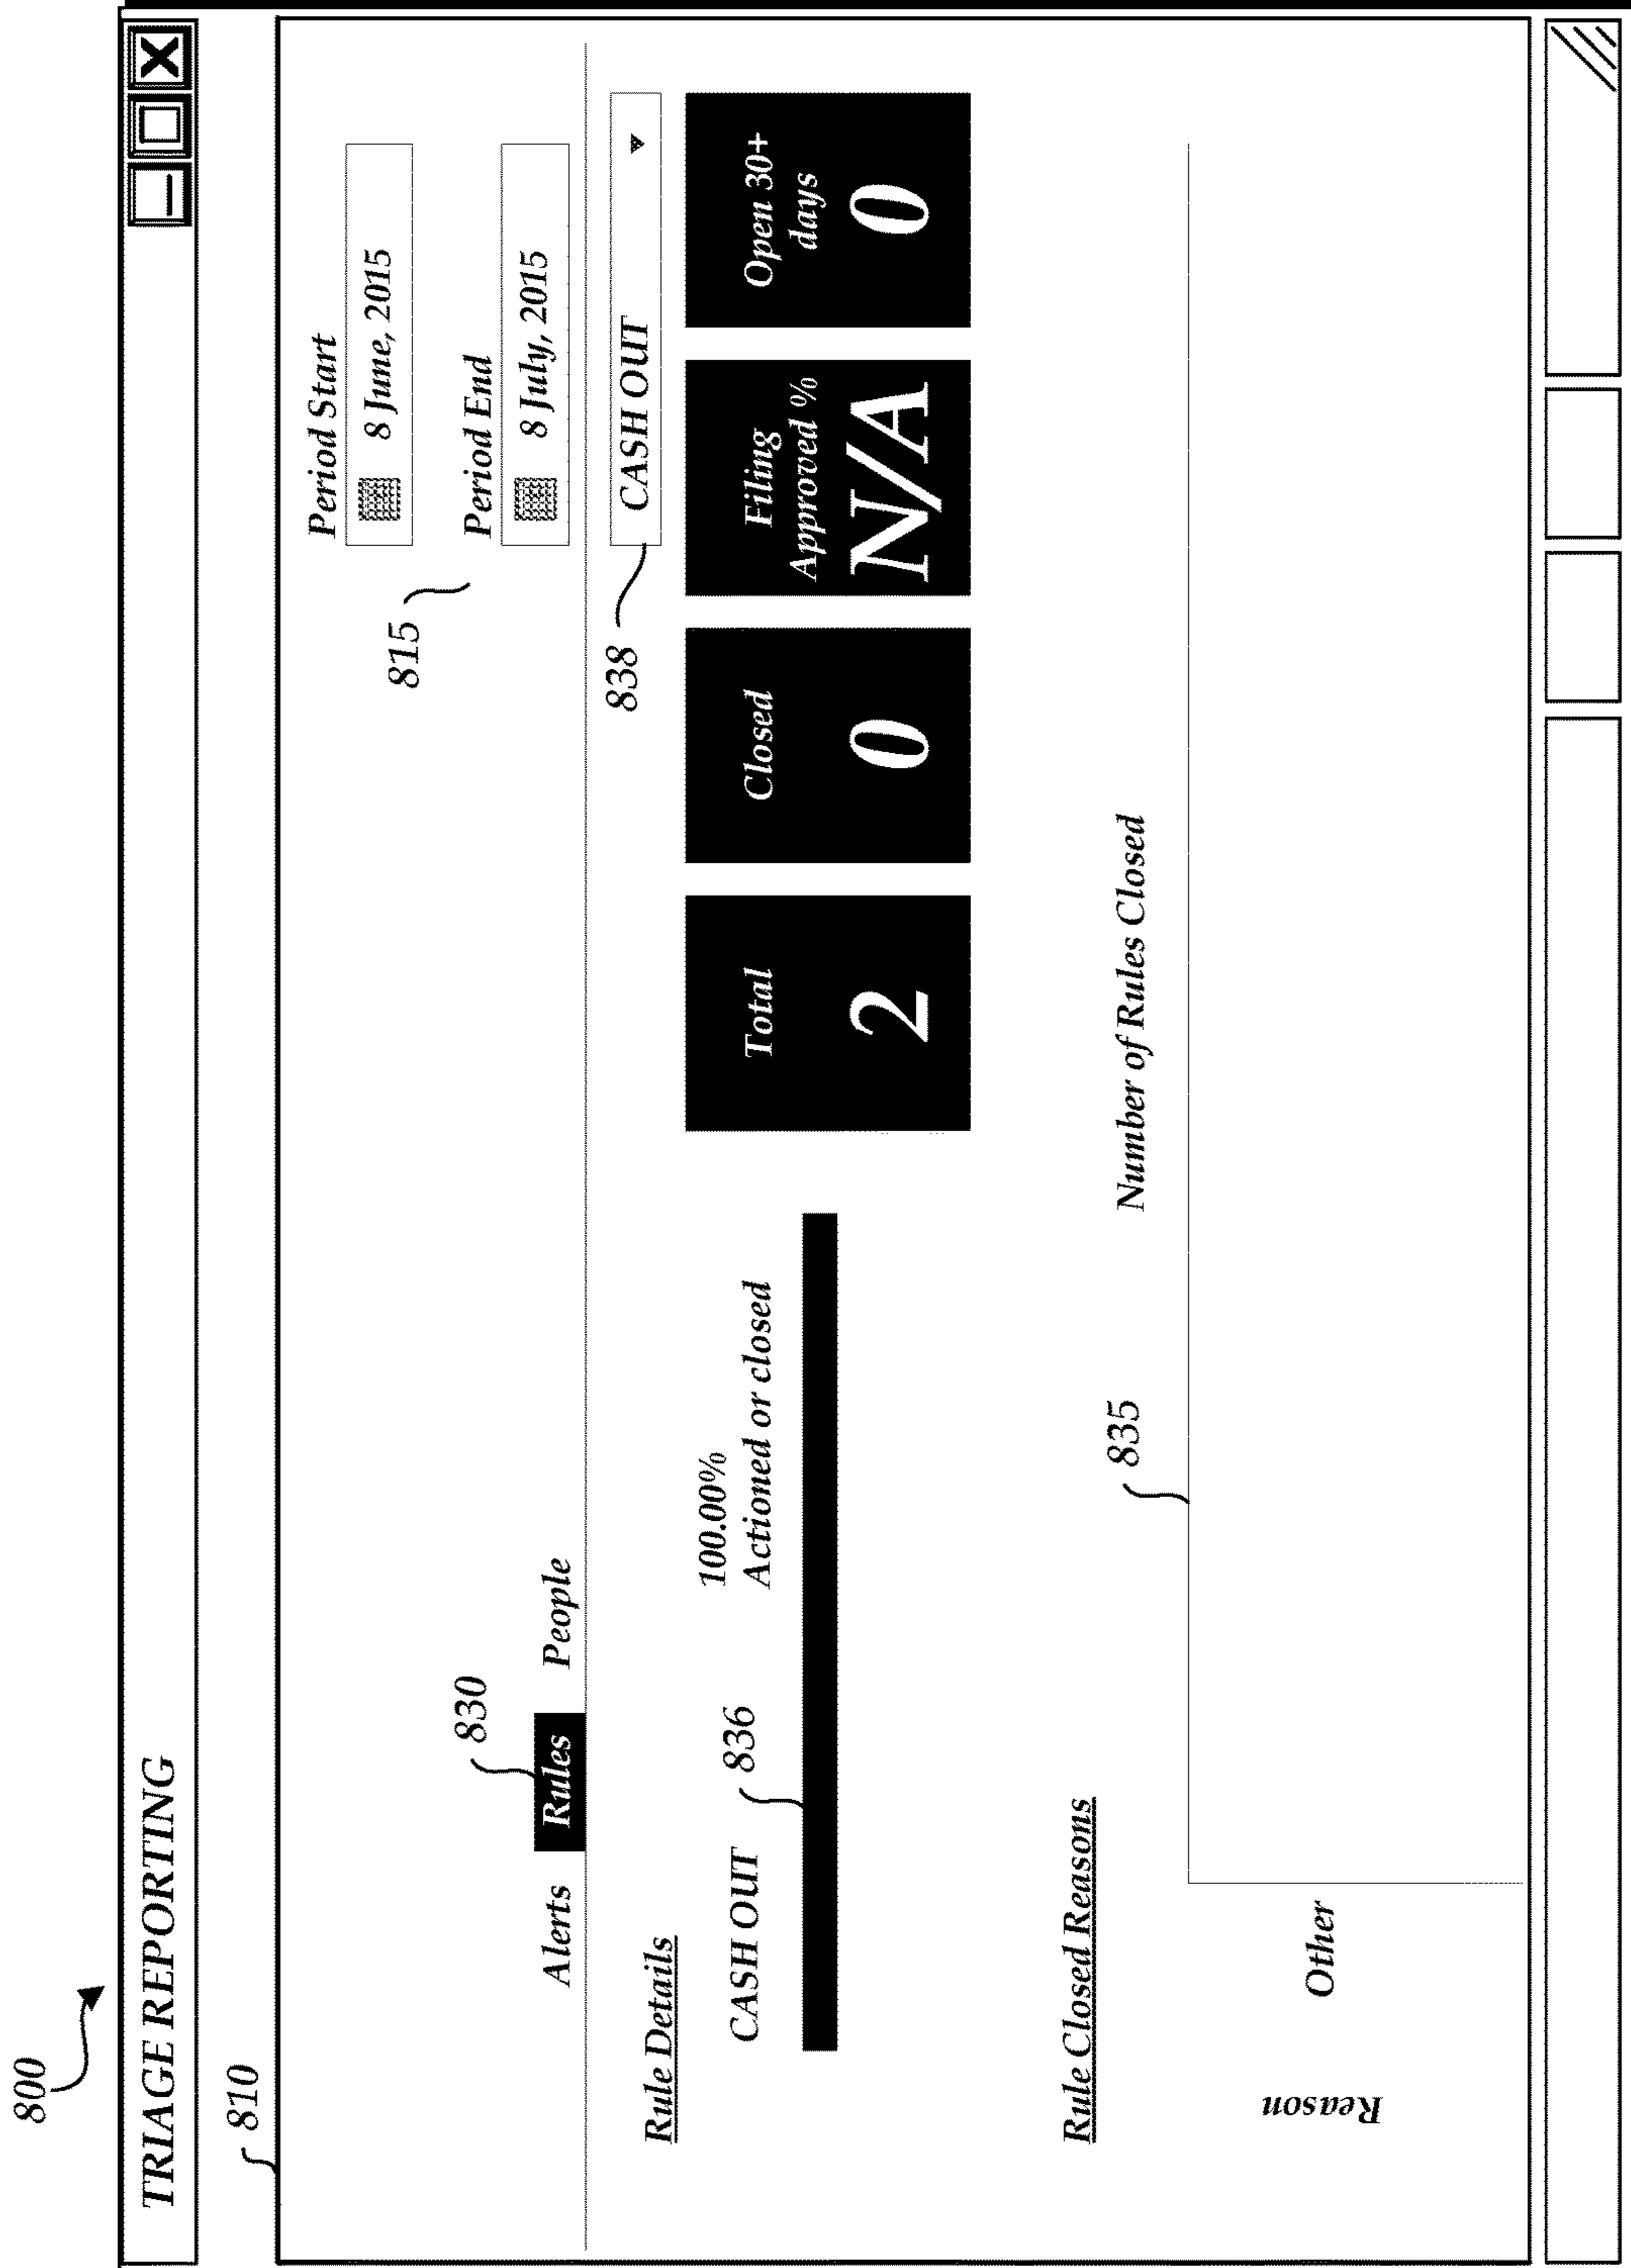 800
TRIAGE REPORTING
810
Period Start
8 June, 2015
815
Period End
8 July, 2015
830
Alerts Rules People
838
CASH OUT
Rule Details
CASH OUT
836
100.00%
Actioned or closed
Total
2
Closed
0
Filing
Approved %
N/A
Open 30+
days
0
Rule Closed Reasons
835
Number of Rules Closed
Reason
Other